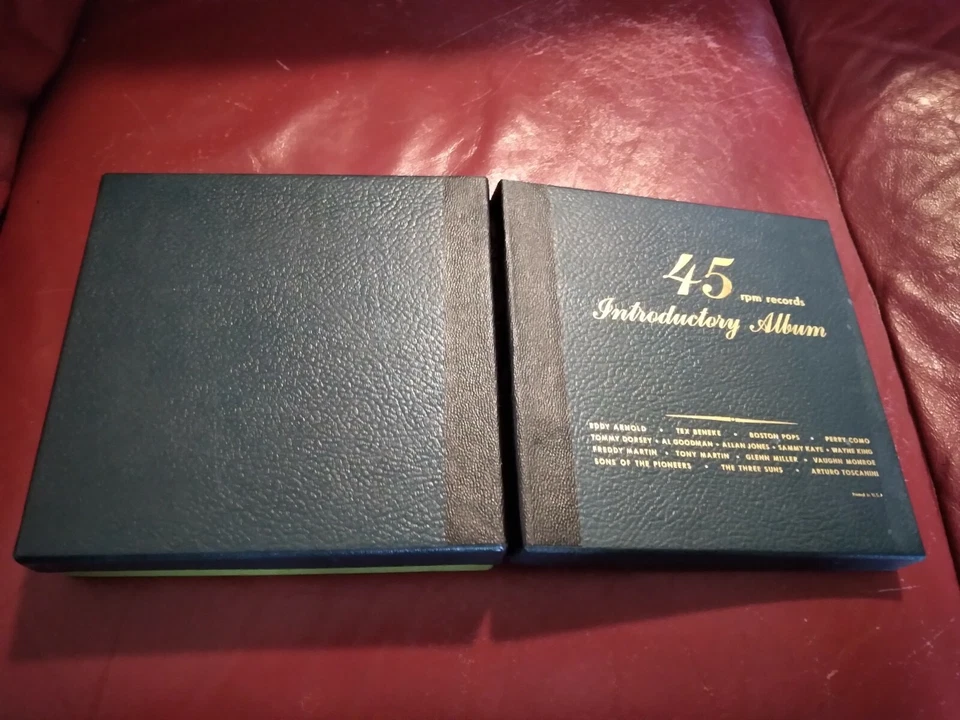 45 rpm records
Introductory Album
EDDY ARNOLD • TEX BENEKE • BOSTON POPS • PERRY COMO
TOMMY DORSEY • AL GOODMAN • ALLAN JONES • SAMMY KAYE • WAYNE KING
FREDDY MARTIN • TONY MARTIN • GLENN MILLER • VAUGHN MONROE
SONS OF THE PIONEERS • THE THREE SUNS • ARTURO TOSCANINI
Printed in U.S.A